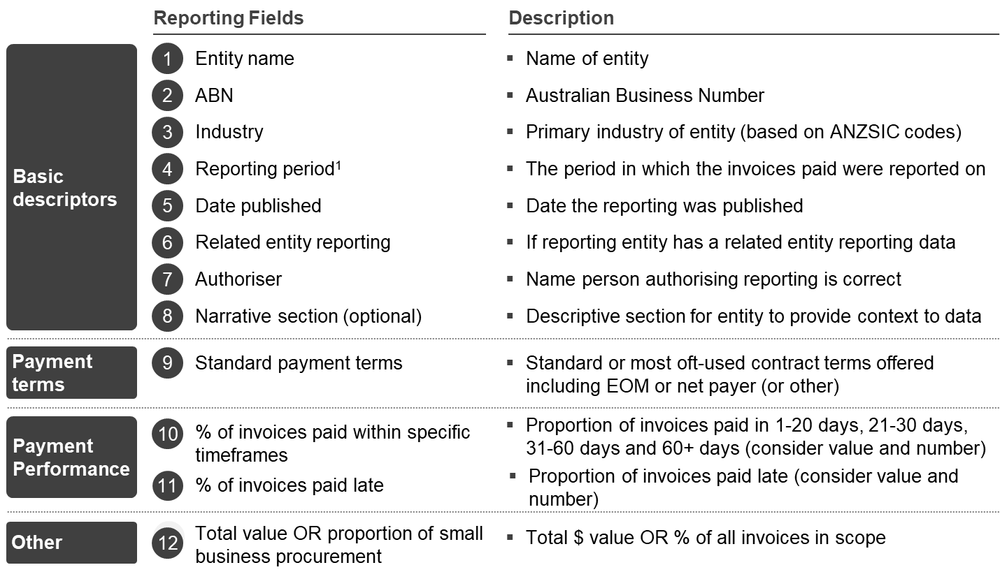 Reporting Fields
Description
Basic
descriptors
1 Entity name
▪ Name of entity
2 ABN
▪ Australian Business Number
3 Industry
▪ Primary industry of entity (based on ANZSIC codes)
4 Reporting period¹
▪ The period in which the invoices paid were reported on
5 Date published
▪ Date the reporting was published
6 Related entity reporting
▪ If reporting entity has a related entity reporting data
7 Authoriser
▪ Name person authorising reporting is correct
8 Narrative section (optional)
▪ Descriptive section for entity to provide context to data
Payment
terms
9 Standard payment terms
▪ Standard or most oft-used contract terms offered
including EOM or net payer (or other)
Payment
Performance
10 % of invoices paid within specific
timeframes
▪ Proportion of invoices paid in 1-20 days, 21-30 days,
31-60 days and 60+ days (consider value and number)
11 % of invoices paid late
▪ Proportion of invoices paid late (consider value and
number)
Other
12 Total value OR proportion of small
business procurement
▪ Total $ value OR % of all invoices in scope